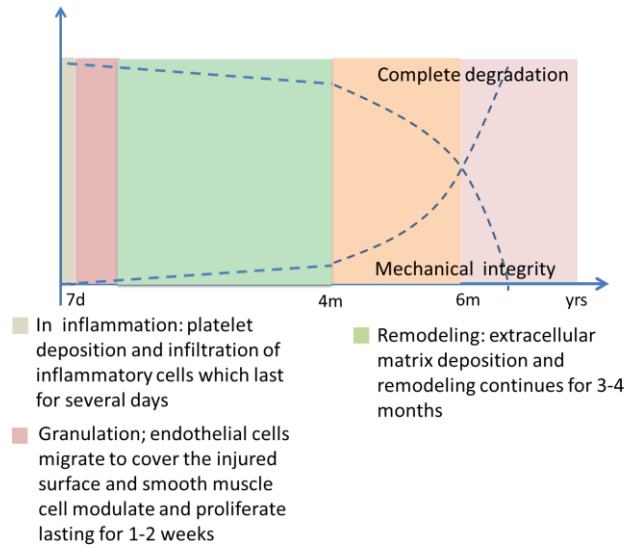 Complete degradation
Mechanical integrity
7d
4m
6m
yrs
In inflammation: platelet
deposition and infiltration of
inflammatory cells which last
for several days
Granulation; endothelial cells
migrate to cover the injured
surface and smooth muscle
cell modulate and proliferate
lasting for 1-2 weeks
Remodeling: extracellular
matrix deposition and
remodeling continues for 3-4
months